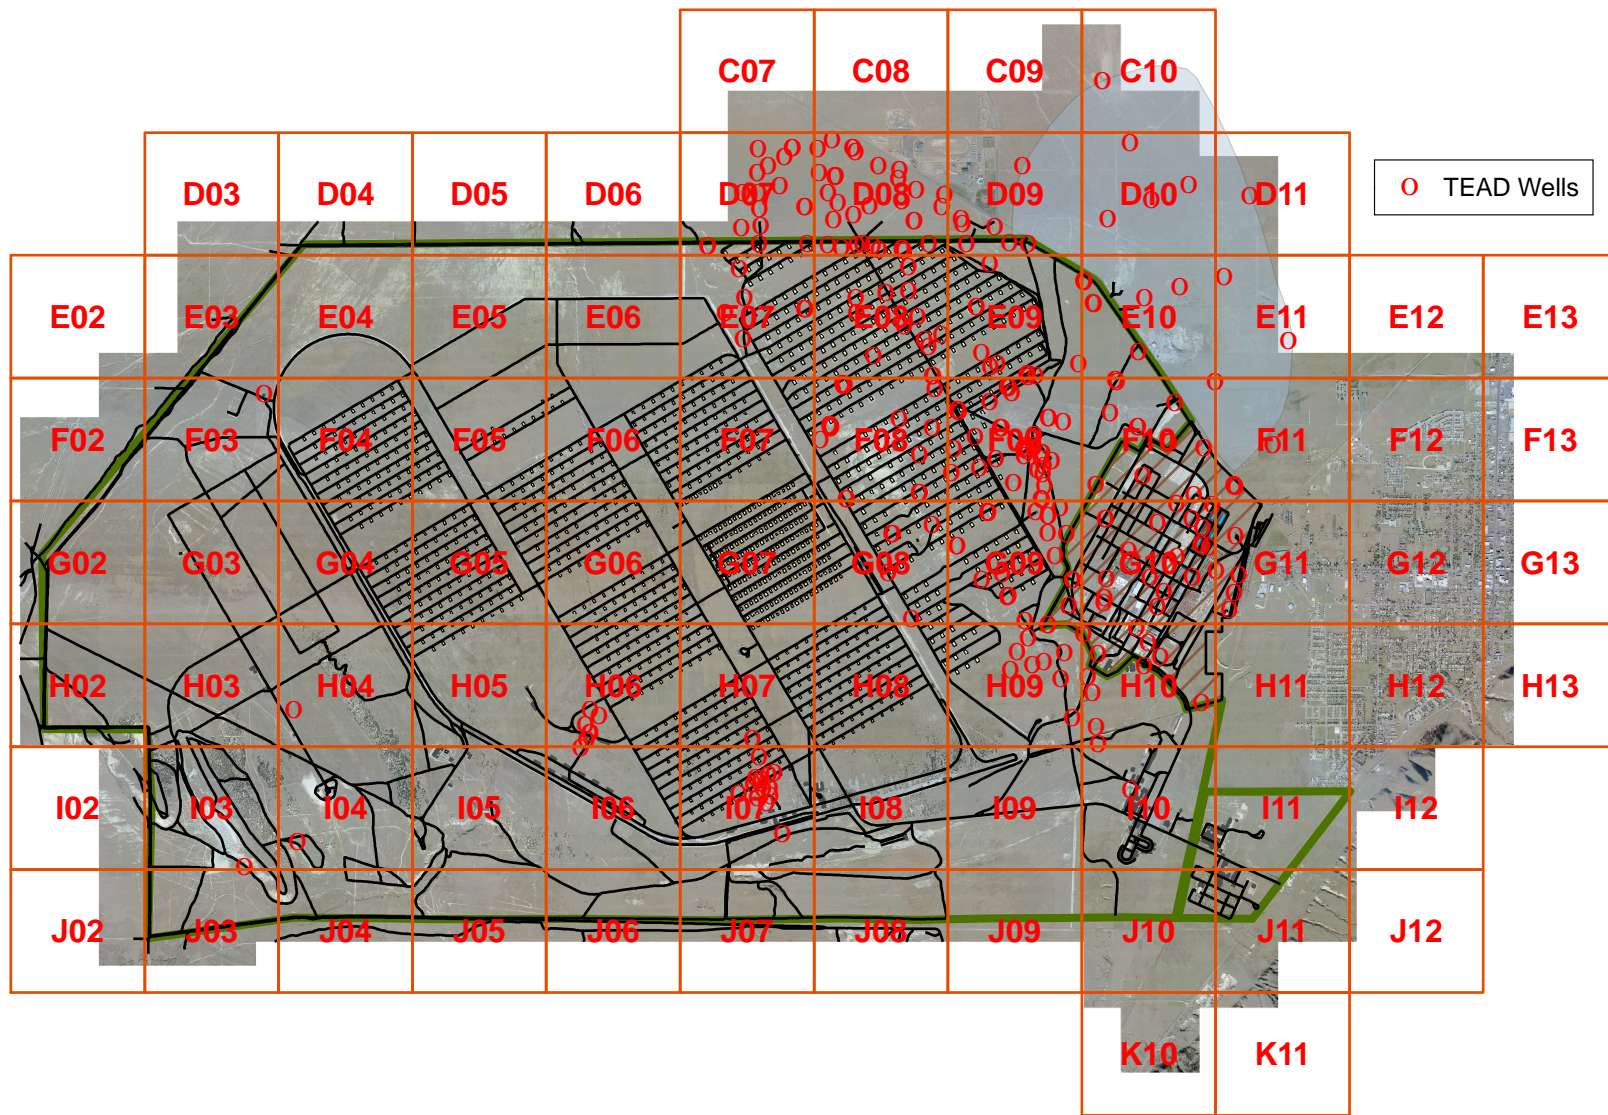 C07 C08 C09 C10
D03 D04 D05 D06 D07 D08 D09 D10 D11
O TEAD Wells
E02 E03 E04 E05 E06 E07 E08 E09 E10 E11 E12 E13
F02 F03 F04 F05 F06 F07 F08 F09 F10 F11 F12 F13
G02 G03 G04 G05 G06 G07 G08 G09 G10 G11 G12 G13
H02 H03 H04 H05 H06 H07 H08 H09 H10 H11 H12 H13
I02 I03 I04 I05 I06 I07 I08 I09 I10 I11 I12
J02 J03 J04 J05 J06 J07 J08 J09 J10 J11 J12
K10 K11